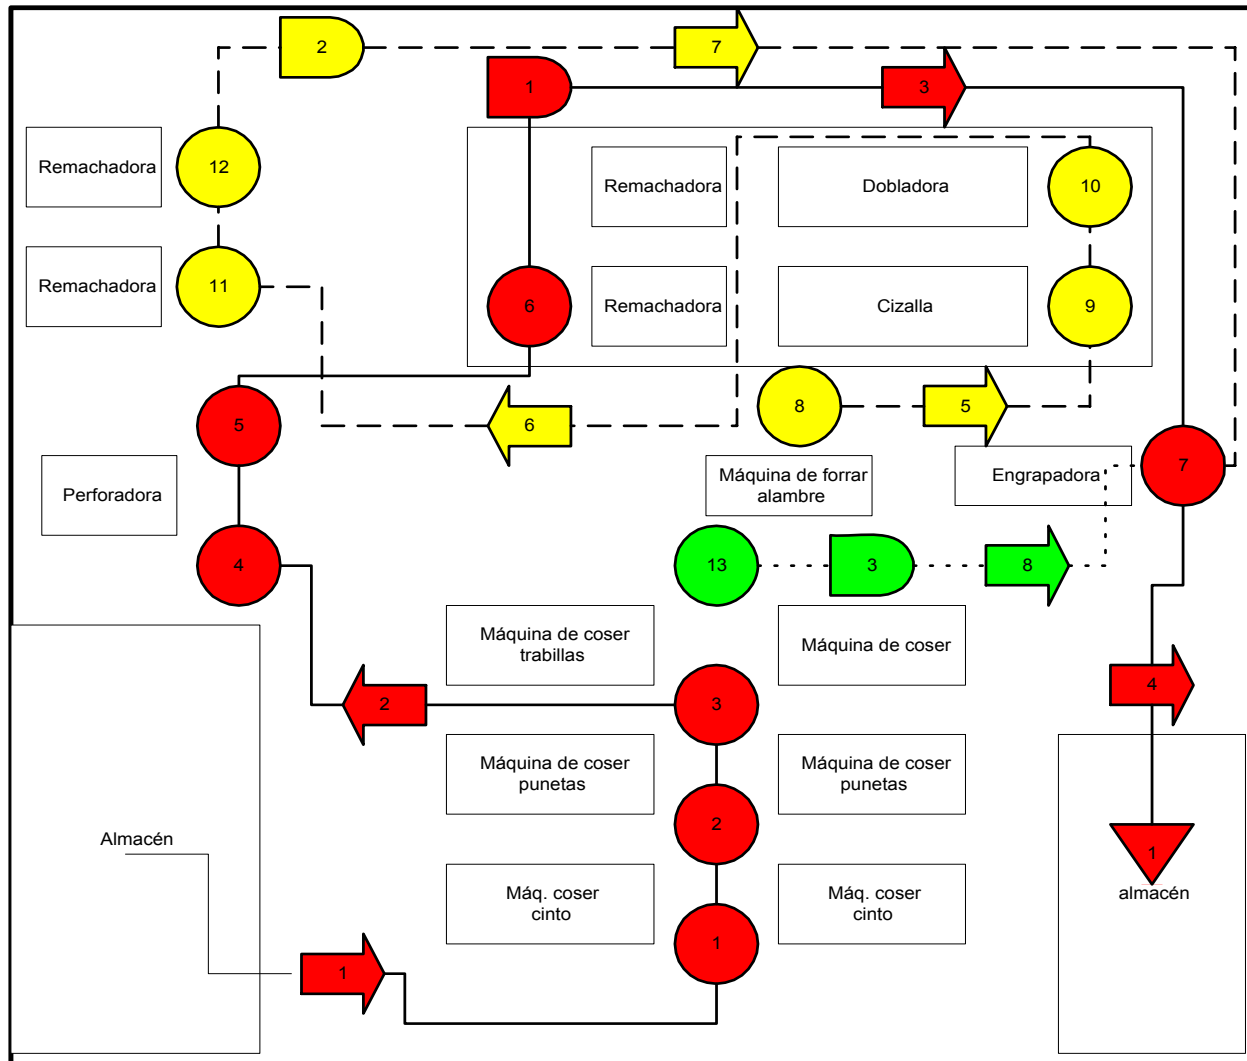 2
7
1
3
Remachadora
12
Remachadora
Dobladora
10
Remachadora
11
6
Remachadora
Cizalla
9
5
6
8
5
7
Perforadora
Máquina de forrar
alambre
Engrapadora
4
13
3
8
Máquina de coser
trabillas
Máquina de coser
2
3
4
Máquina de coser
punetas
Máquina de coser
punetas
2
Almacén
1
almacén
Máq. coser
cinto
Máq. coser
cinto
1
1